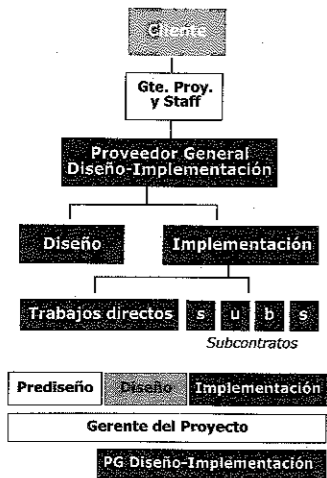 Cliente
Gte. Proy.
y Staff
Proveedor General
Diseño-Implementación
Diseño Implementación
Trabajos directos s u b s
Subcontratos
Prediseño Diseño Implementación
Gerente del Proyecto
PG Diseño-Implementación